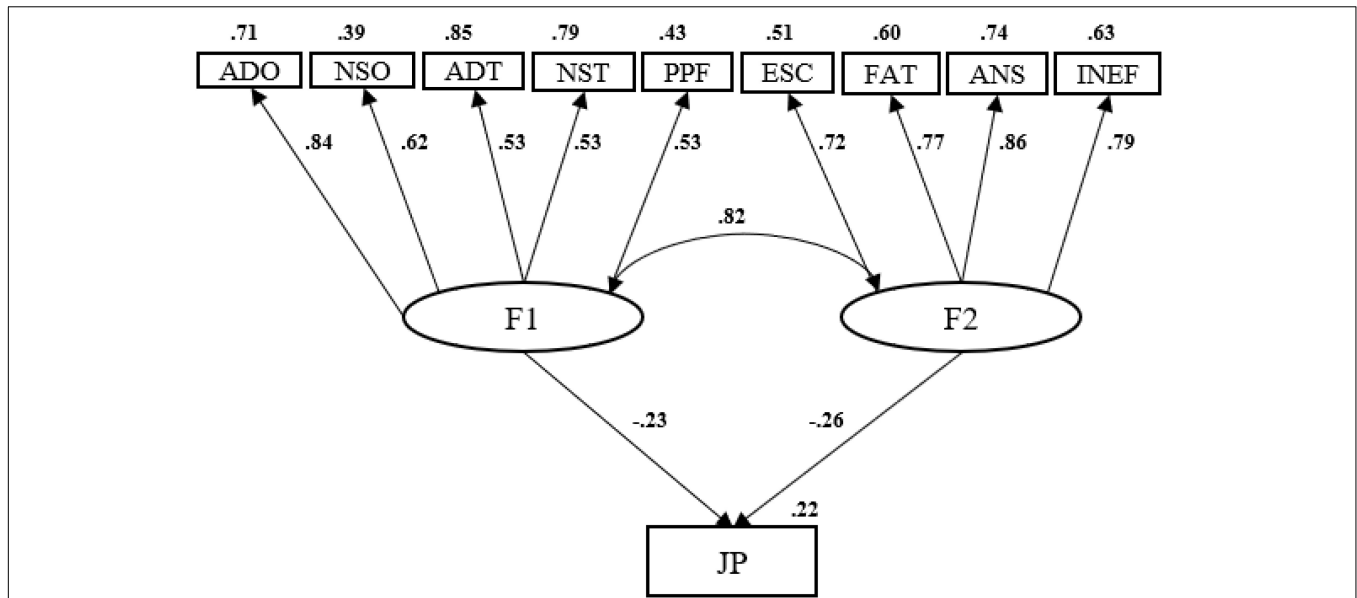 .71 .39 .85 .79 .43 .51 .60 .74 .63
ADO NSO ADT NST PPF ESC FAT ANS INEF
.84 .62 .53 .53 .53 .72 .77 .86 .79
.82
F1 F2
-.23 -.26
.22
JP